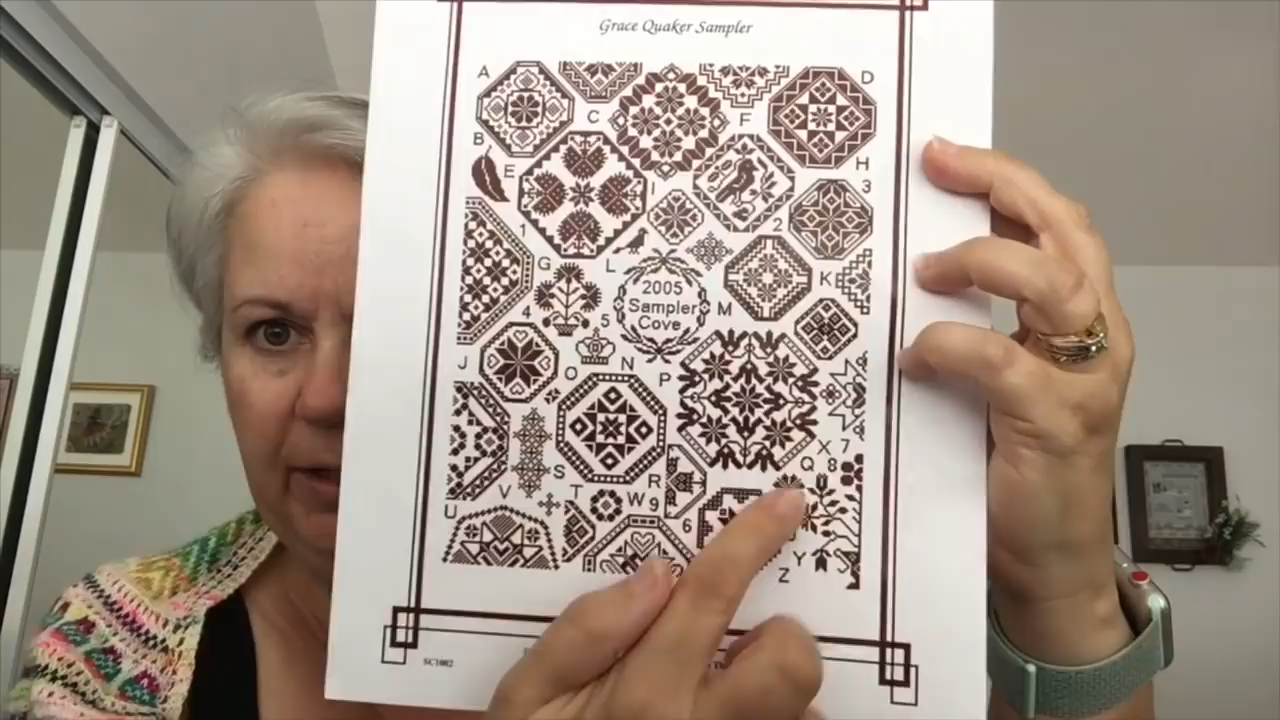 Grace Quaker Sampler
A
D
C
F
B
E
H
I
3
1
2
G
L
K
2005
Sampler
Cove
M
4
5
J
N
O
P
X
7
Q
8
S
R
V
T
W
9
U
6
Y
Z
SC1002